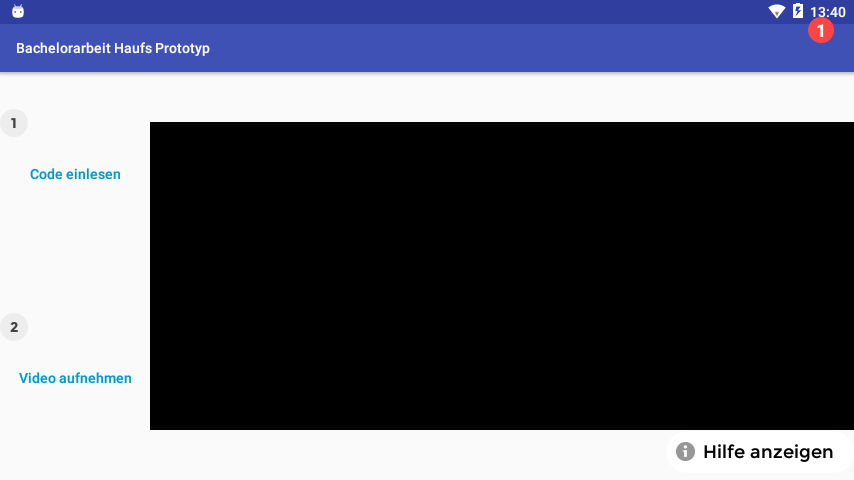 13:40
Bachelorarbeit Haufs Prototyp
1
1
Code einlesen
2
Video aufnehmen
Hilfe anzeigen